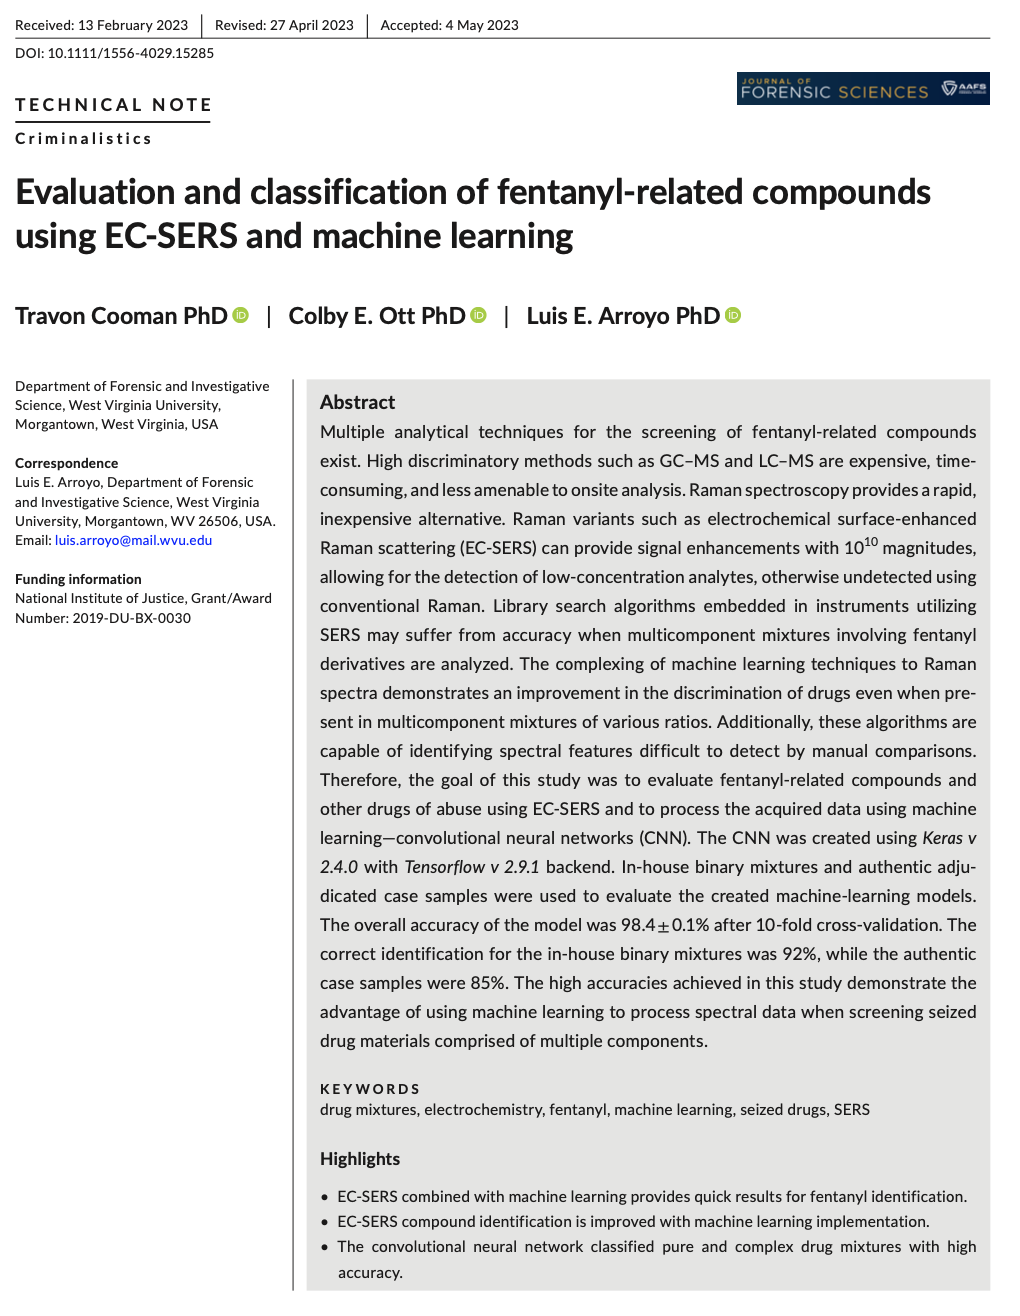 Received: 13 February 2023 | Revised: 27 April 2023 | Accepted: 4 May 2023
DOI: 10.1111/1556-4029.15285
JOURNAL OF
FORENSIC SCIENCES AAFS
TECHNICAL NOTE
Criminalistics
Evaluation and classification of fentanyl-related compounds
using EC-SERS and machine learning
Travon Cooman PhD iD | Colby E. Ott PhD iD | Luis E. Arroyo PhD iD
Department of Forensic and Investigative
Science, West Virginia University,
Morgantown, West Virginia, USA
Correspondence
Luis E. Arroyo, Department of Forensic
and Investigative Science, West Virginia
University, Morgantown, WV 26506, USA.
Email: luis.arroyo@mail.wvu.edu
Funding information
National Institute of Justice, Grant/Award
Number: 2019-DU-BX-0030
Abstract
Multiple analytical techniques for the screening of fentanyl-related compounds
exist. High discriminatory methods such as GC–MS and LC–MS are expensive, time-
consuming, and less amenable to onsite analysis. Raman spectroscopy provides a rapid,
inexpensive alternative. Raman variants such as electrochemical surface-enhanced
Raman scattering (EC-SERS) can provide signal enhancements with 10¹⁰ magnitudes,
allowing for the detection of low-concentration analytes, otherwise undetected using
conventional Raman. Library search algorithms embedded in instruments utilizing
SERS may suffer from accuracy when multicomponent mixtures involving fentanyl
derivatives are analyzed. The complexing of machine learning techniques to Raman
spectra demonstrates an improvement in the discrimination of drugs even when pre-
sent in multicomponent mixtures of various ratios. Additionally, these algorithms are
capable of identifying spectral features difficult to detect by manual comparisons.
Therefore, the goal of this study was to evaluate fentanyl-related compounds and
other drugs of abuse using EC-SERS and to process the acquired data using machine
learning—convolutional neural networks (CNN). The CNN was created using Keras v
2.4.0 with Tensorflow v 2.9.1 backend. In-house binary mixtures and authentic adju-
dicated case samples were used to evaluate the created machine-learning models.
The overall accuracy of the model was 98.4 ± 0.1% after 10-fold cross-validation. The
correct identification for the in-house binary mixtures was 92%, while the authentic
case samples were 85%. The high accuracies achieved in this study demonstrate the
advantage of using machine learning to process spectral data when screening seized
drug materials comprised of multiple components.
KEYWORDS
drug mixtures, electrochemistry, fentanyl, machine learning, seized drugs, SERS
Highlights
• EC-SERS combined with machine learning provides quick results for fentanyl identification.
• EC-SERS compound identification is improved with machine learning implementation.
• The convolutional neural network classified pure and complex drug mixtures with high
accuracy.